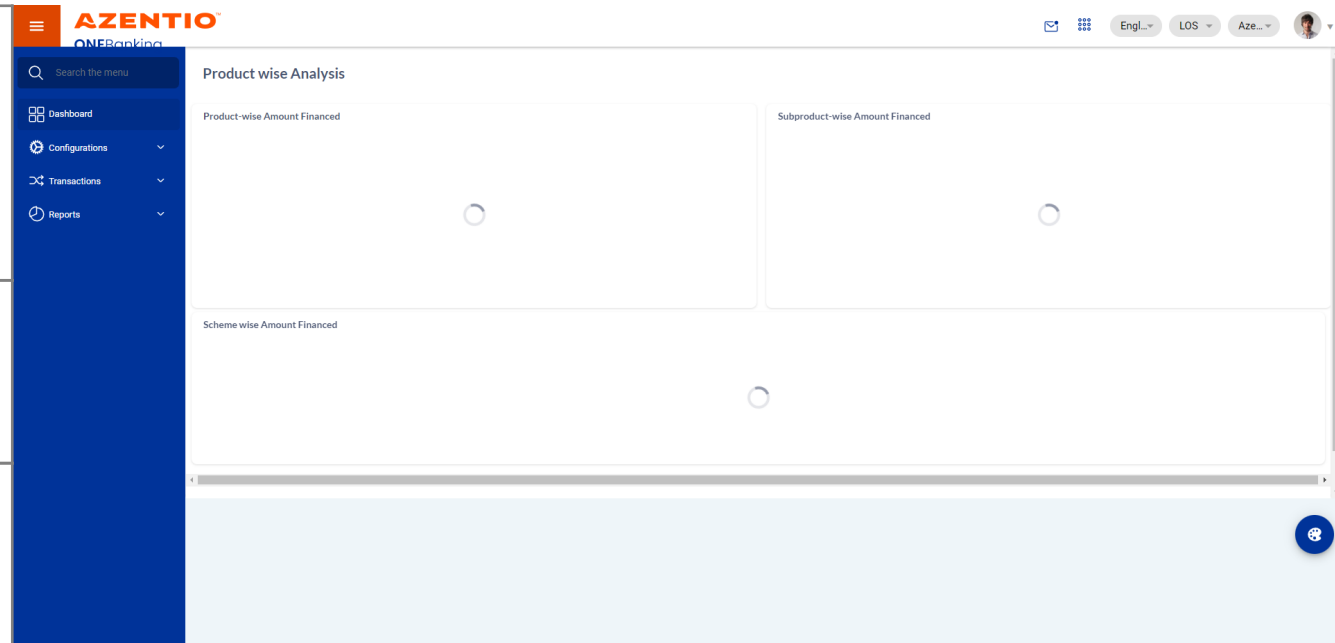 AZENTIO™
ONEBanking
Engl...
LOS
Aze...
Search the menu
Dashboard
Configurations
Transactions
Reports
Product wise Analysis
Product-wise Amount Financed
Subproduct-wise Amount Financed
Scheme wise Amount Financed